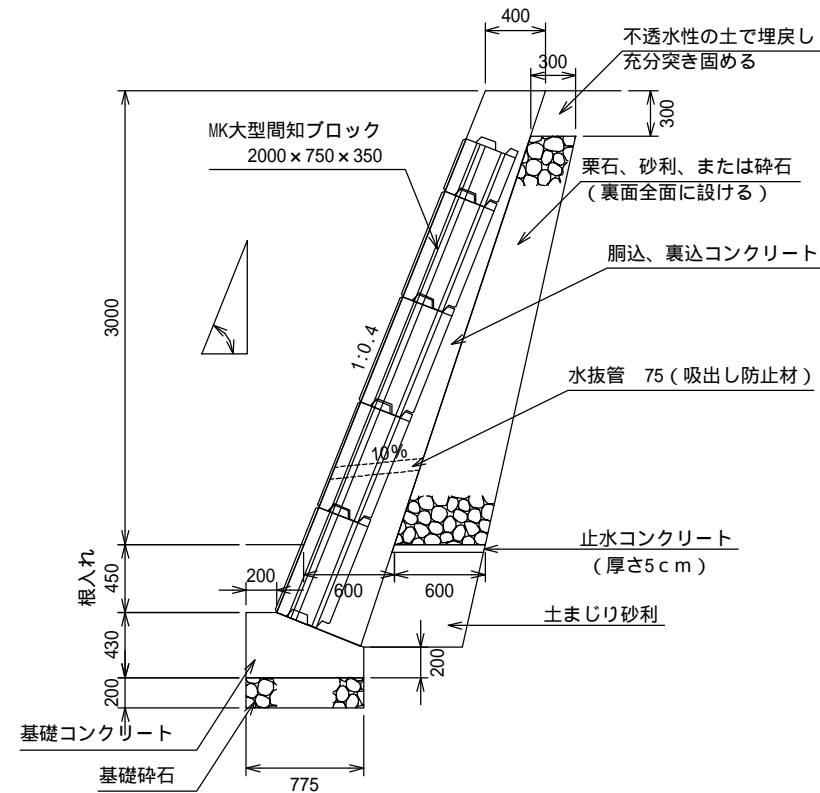 400
不透水性の土で埋戻し
充分突き固める
300
300
MK大型間知ブロック
2000×750×350
栗石、砂利、または砕石
(裏面全面に設ける)
胴込、裏込コンクリート
3000
1:0.4
水抜管 75(吸出し防止材)
10%
止水コンクリート
(厚さ5cm)
根入れ
450
200
600
600
土まじり砂利
430
200
200
基礎コンクリート
基礎砕石
775